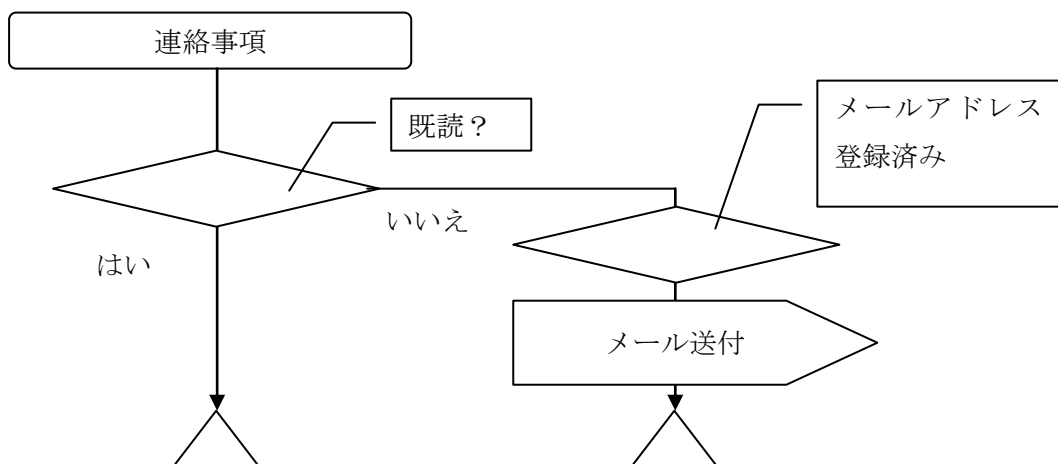 連絡事項
既読？
メールアドレス
登録済み
いいえ
はい
メール送付